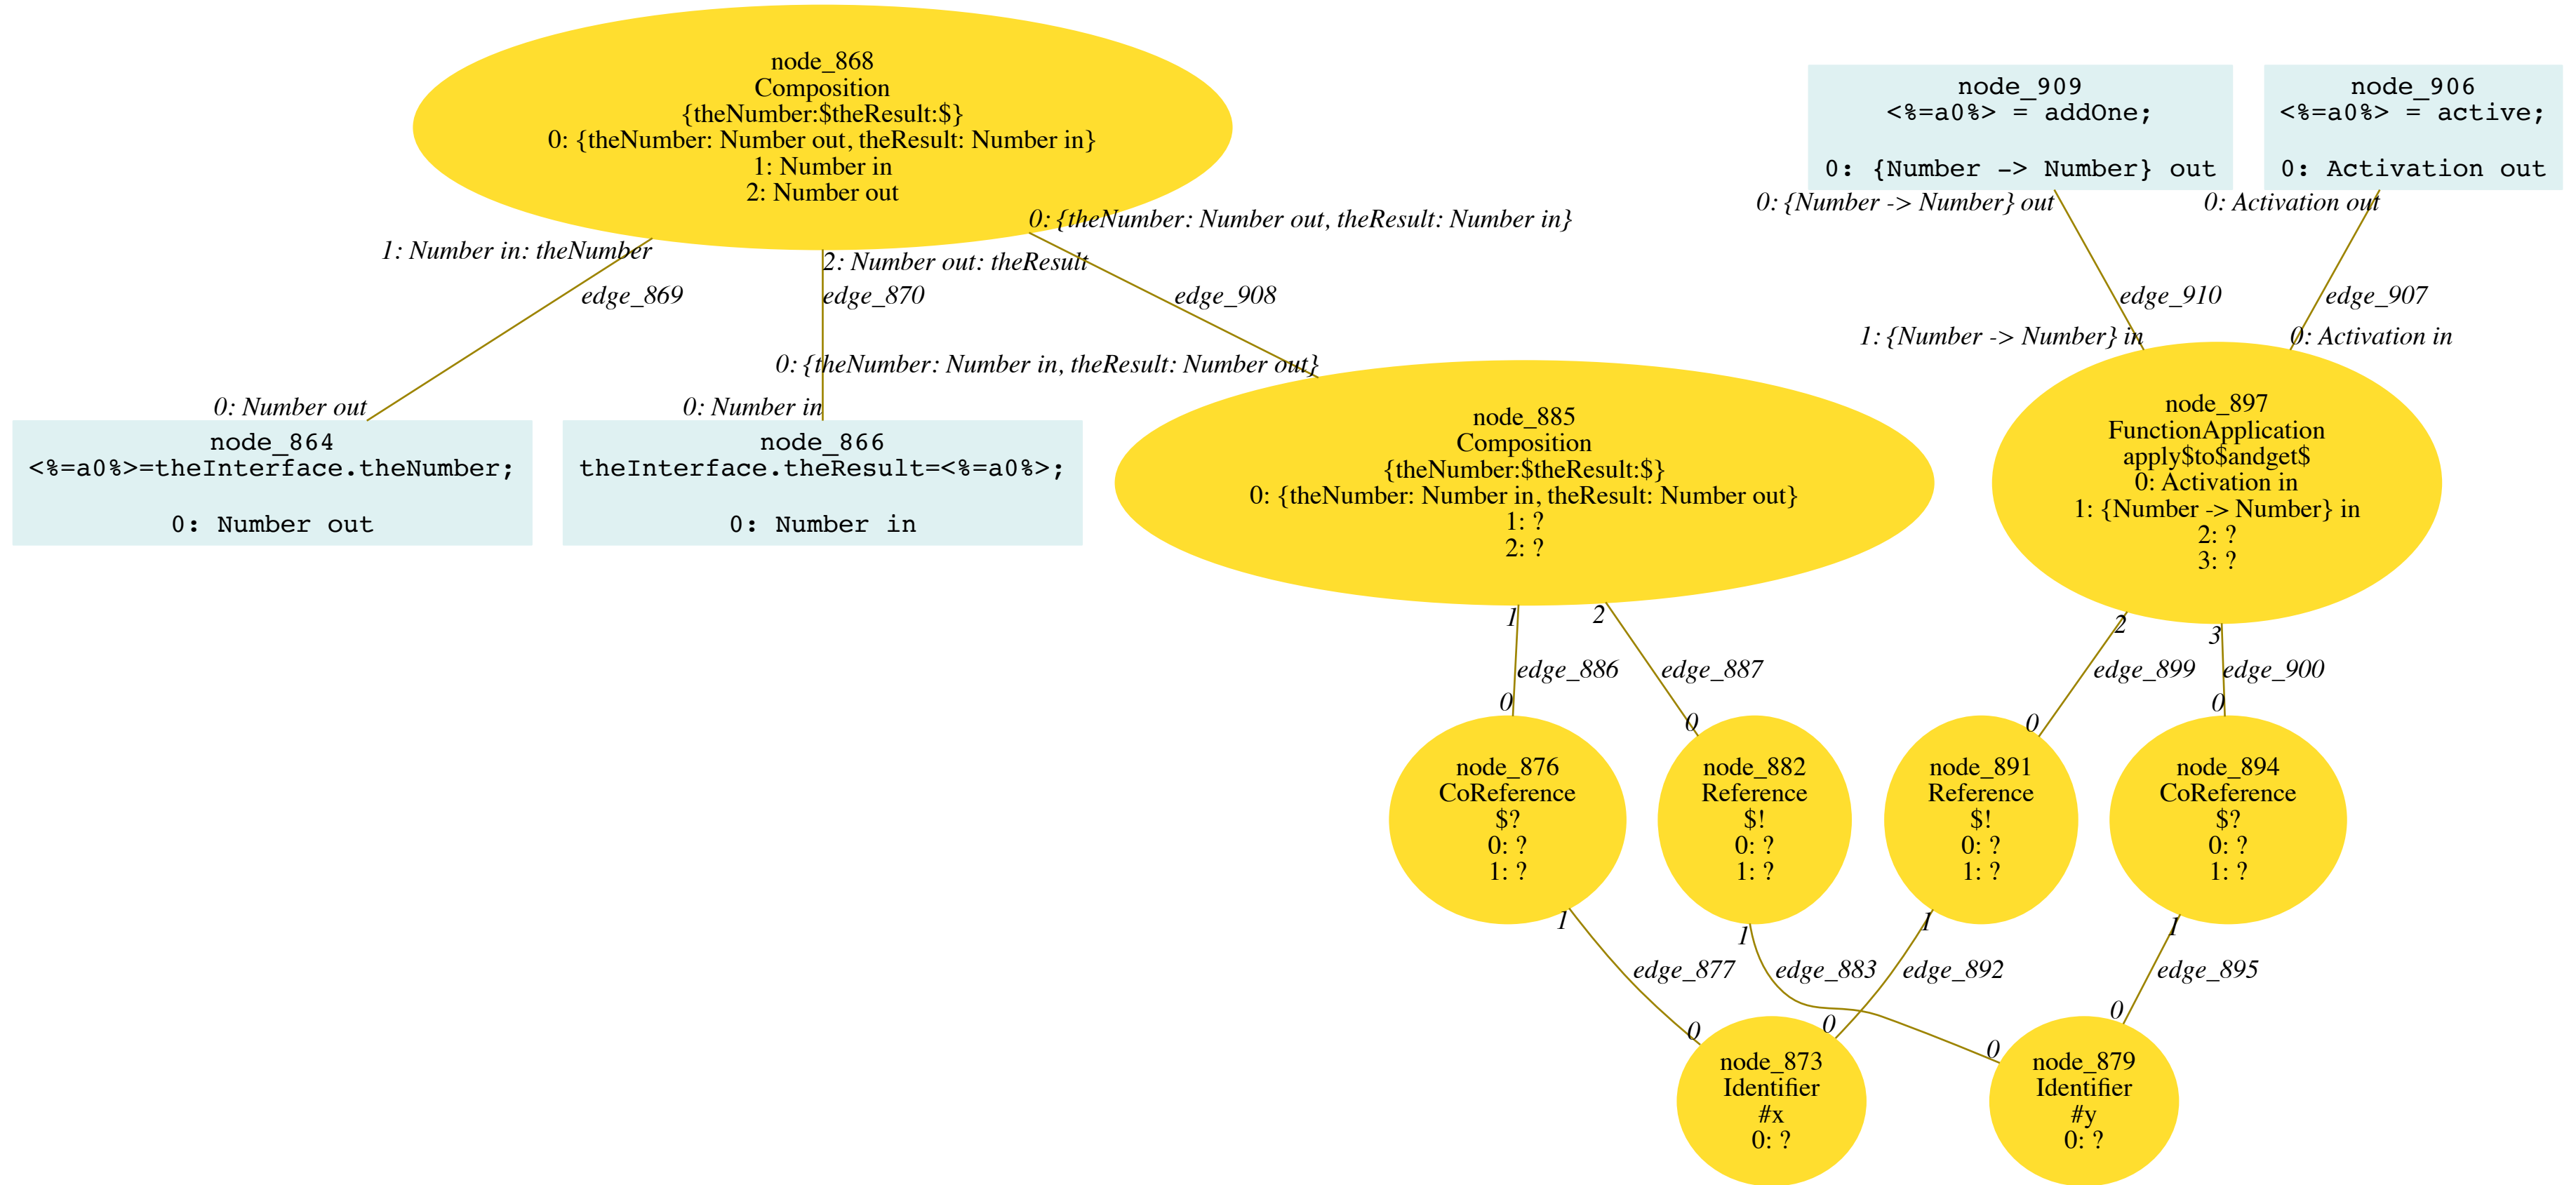 node_868
Composition
{theNumber:$theResult:$}
0: {theNumber: Number out, theResult: Number in}
1: Number in
2: Number out
node_909
<%=a0%> = addOne;
0: {Number -> Number} out
node_906
<%=a0%> = active;
0: Activation out
1: Number in: theNumber
2: Number out: theResult
0: {theNumber: Number out, theResult: Number in}
0: {Number -> Number} out
0: Activation out
edge_869
edge_870
edge_908
edge_910
edge_907
0: Number out
0: Number in
0: {theNumber: Number in, theResult: Number out}
1: {Number -> Number} in
0: Activation in
node_864
<%=a0%>=theInterface.theNumber;
0: Number out
node_866
theInterface.theResult=<%=a0%>;
0: Number in
node_885
Composition
{theNumber:$theResult:$}
0: {theNumber: Number in, theResult: Number out}
1: ?
2: ?
node_897
FunctionApplication
apply$to$andget$
0: Activation in
1: {Number -> Number} in
2: ?
3: ?
1
2
2
3
edge_886
edge_887
edge_899
edge_900
0
0
0
0
node_876
CoReference
$?
0: ?
1: ?
node_882
Reference
$!
0: ?
1: ?
node_891
Reference
$!
0: ?
1: ?
node_894
CoReference
$?
0: ?
1: ?
1
1
1
1
edge_877
edge_883
edge_892
edge_895
0
0
0
0
node_873
Identifier
#x
0: ?
node_879
Identifier
#y
0: ?